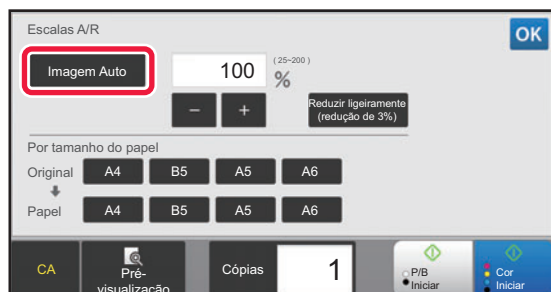 Escalas A/R
OK
Imagem Auto
100
(25~200)
%
−
+
Reduzir ligeiramente
(redução de 3%)
Por tamanho do papel
Original
A4
B5
A5
A6
Papel
A4
B5
A5
A6
CA
Pré-
visualização
Cópias
1
P/B
Iniciar
Cor
Iniciar